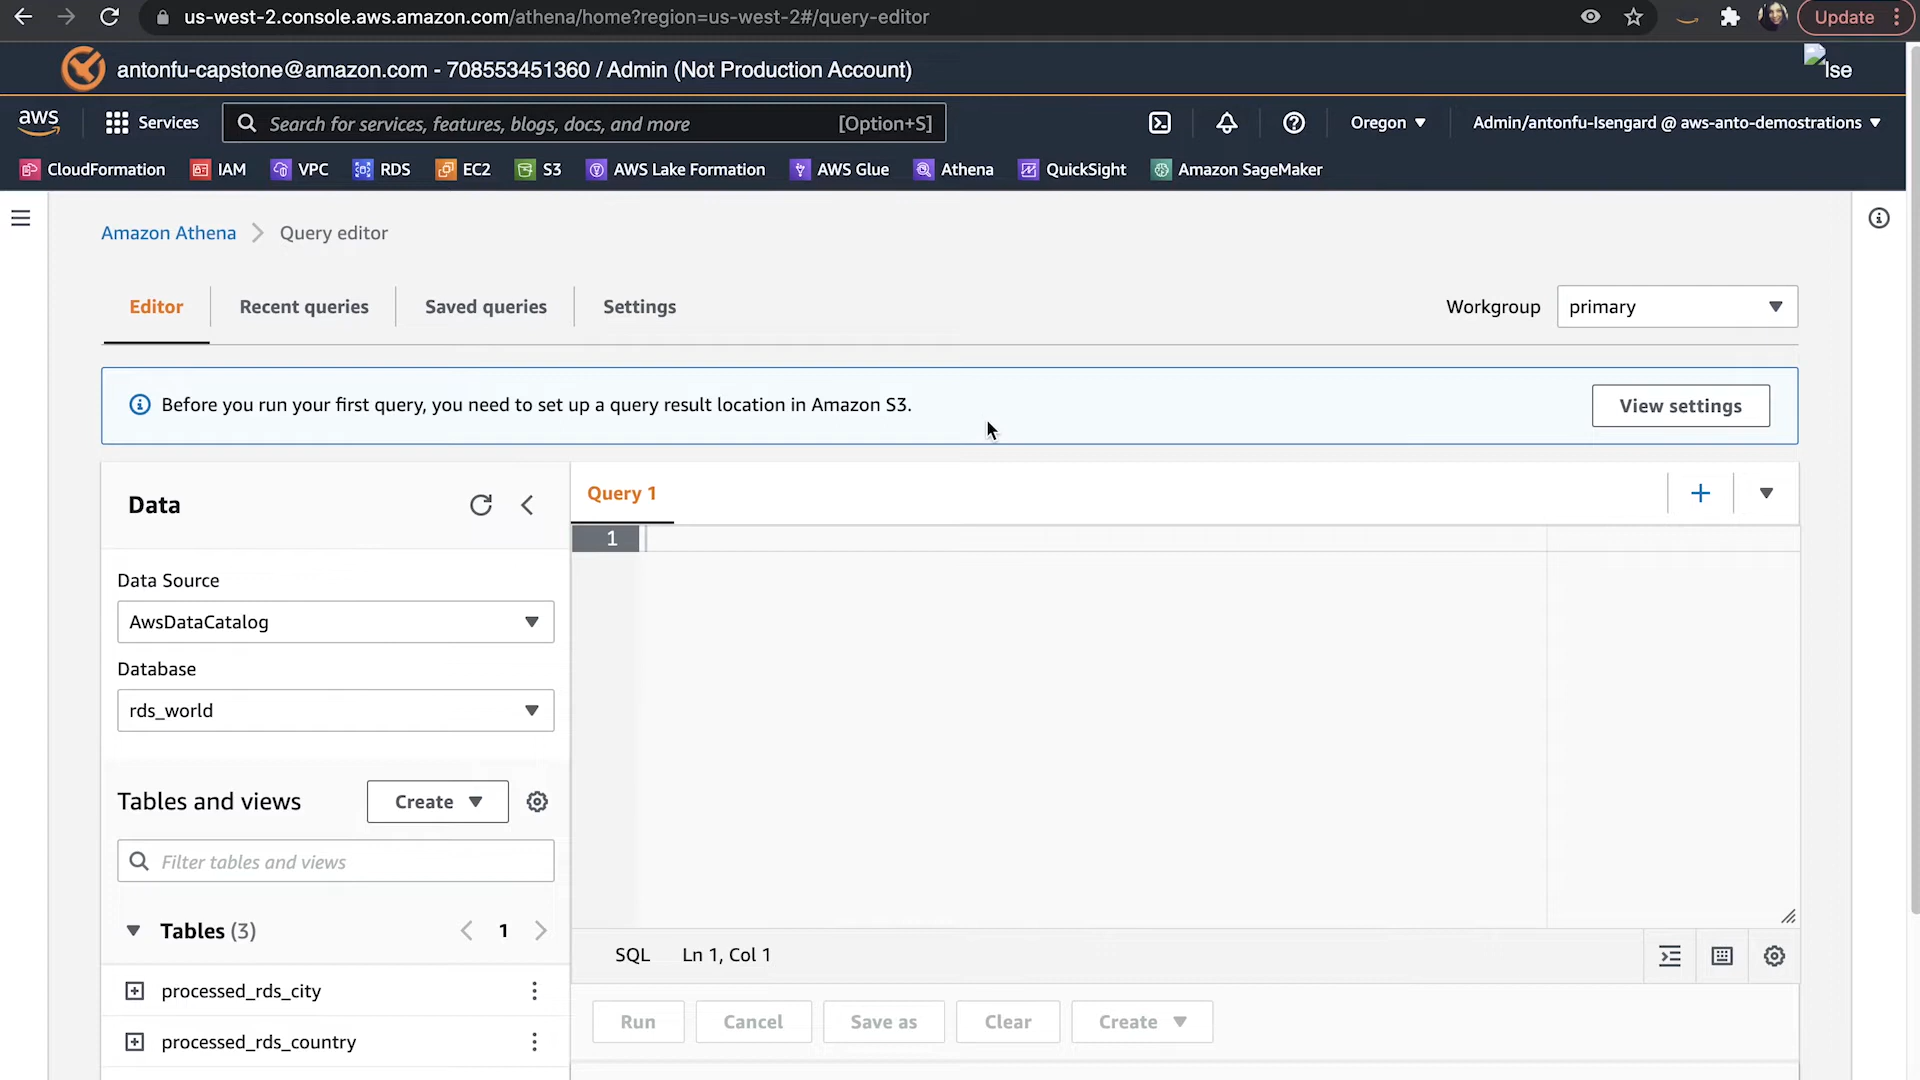 us-west-2.console.aws.amazon.com/athena/home?region=us-west-2#/query-editor
Update
antonfu-capstone@amazon.com - 708553451360 / Admin (Not Production Account)
Ise
aws
Services
Search for services, features, blogs, docs, and more
[Option+S]
Oregon
Admin/antonfu-Isengard @ aws-anto-demostrations
CloudFormation
IAM
VPC
RDS
EC2
S3
AWS Lake Formation
AWS Glue
Athena
QuickSight
Amazon SageMaker
Amazon Athena
Query editor
Editor
Recent queries
Saved queries
Settings
Workgroup
primary
Before you run your first query, you need to set up a query result location in Amazon S3.
View settings
Data
Query 1
1
Data Source
AwsDataCatalog
Database
rds_world
Tables and views
Create
Filter tables and views
Tables (3)
1
SQL
Ln 1, Col 1
processed_rds_city
Run
Cancel
Save as
Clear
Create
processed_rds_country